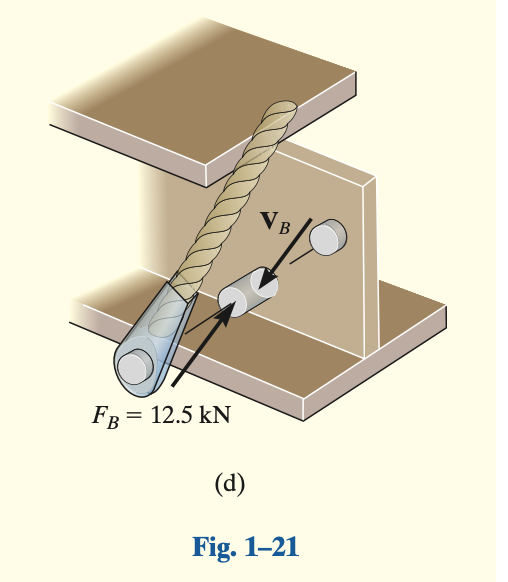 V_B
F_B = 12.5 kN
(d)
Fig. 1–21